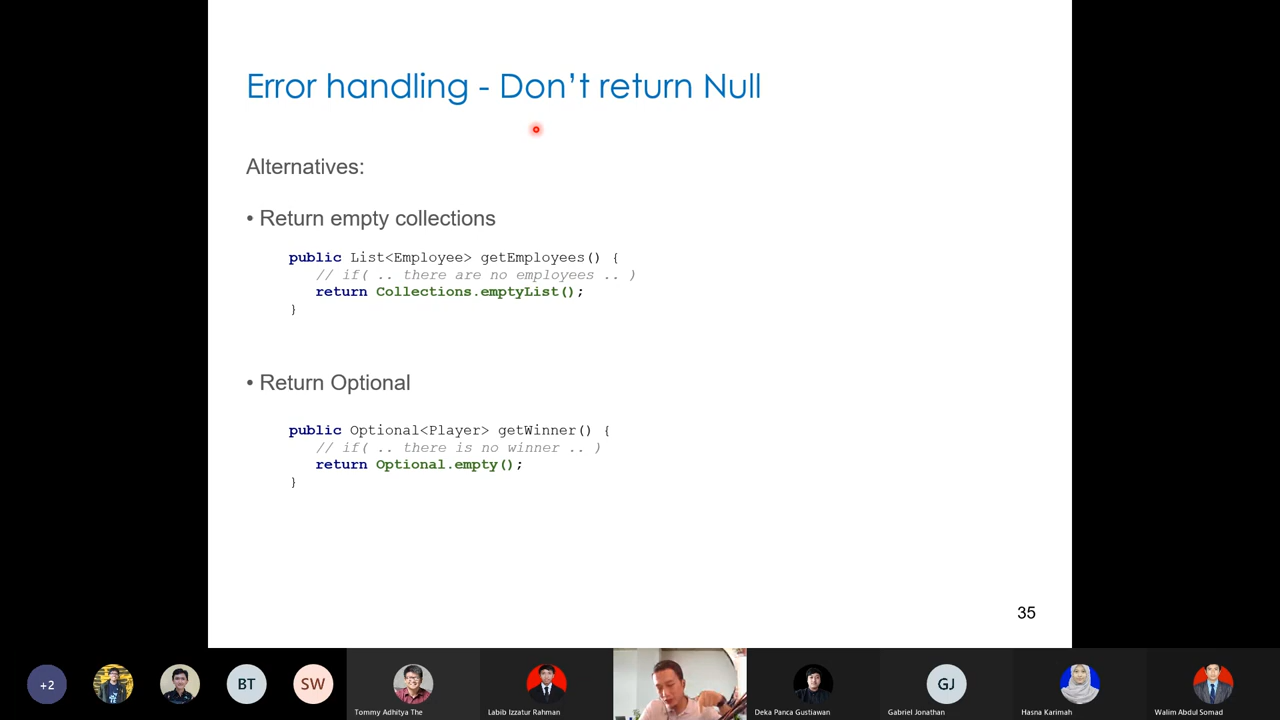 Error handling - Don't return Null
Alternatives:
• Return empty collections
public List<Employee> getEmployees() {
// if( .. there are no employees .. )
return Collections.emptyList();
}
• Return Optional
public Optional<Player> getWinner() {
// if( .. there is no winner .. )
return Optional.empty();
}
35
+2
BT
SW
GJ
Tommy Adhitya The
Labib Izzatur Rahman
Deka Panca Gustiawan
Gabriel Jonathan
Hasna Karimah
Walim Abdul Somad